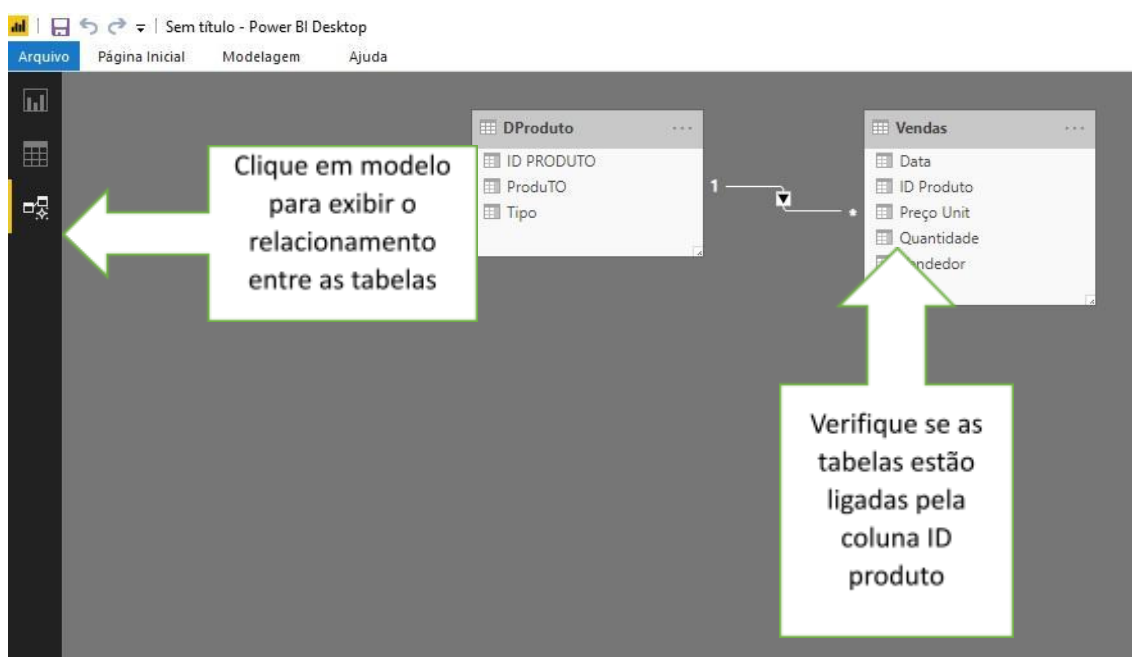 Sem título - Power BI Desktop
Arquivo Página Inicial Modelagem Ajuda
Clique em modelo
para exibir o
relacionamento
entre as tabelas
DProduto ...
ID PRODUTO
ProduTO
Tipo
1
*
Vendas ...
Data
ID Produto
Preço Unit
Quantidade
Verifique se as
tabelas estão
ligadas pela
coluna ID
produto